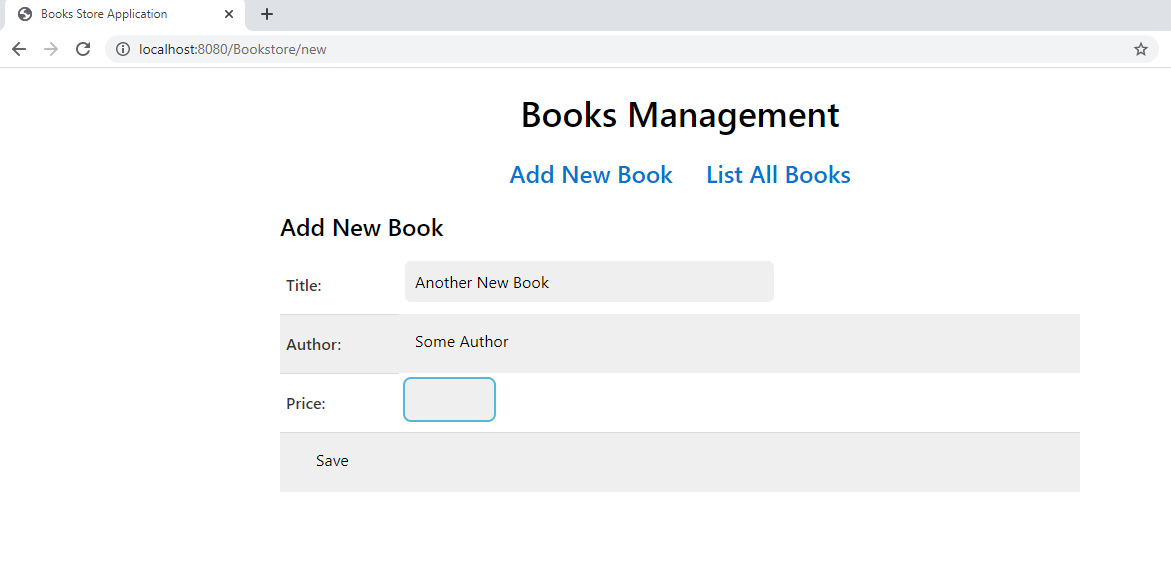 Books Store Application
localhost:8080/Bookstore/new
Books Management
Add New Book List All Books
Add New Book
Title: Another New Book
Author: Some Author
Price:
Save